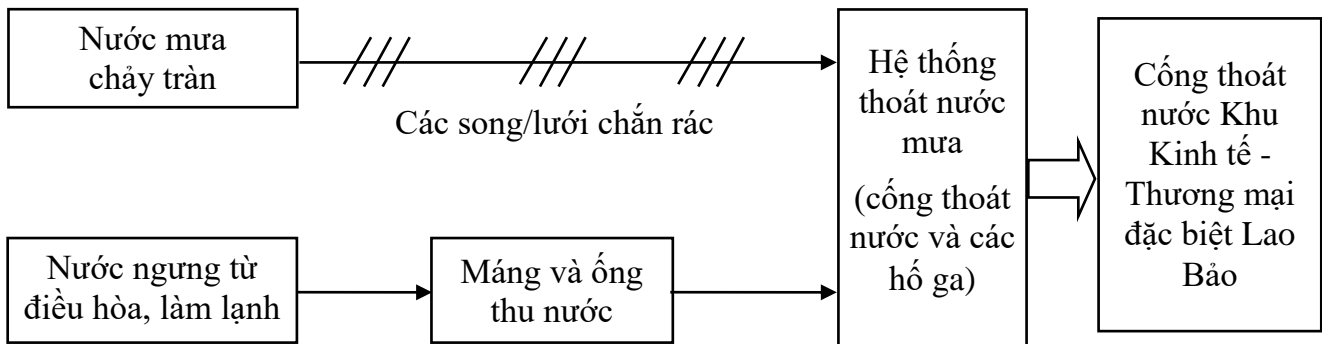 Nước mưa
chảy tràn
Các song/lưới chắn rác
Nước ngưng từ
điều hòa, làm lạnh
Máng và ống
thu nước
Hệ thống
thoát nước
mưa
(cống thoát
nước và các
hố ga)
Cống thoát
nước Khu
Kinh tế -
Thương mại
đặc biệt Lao
Bảo